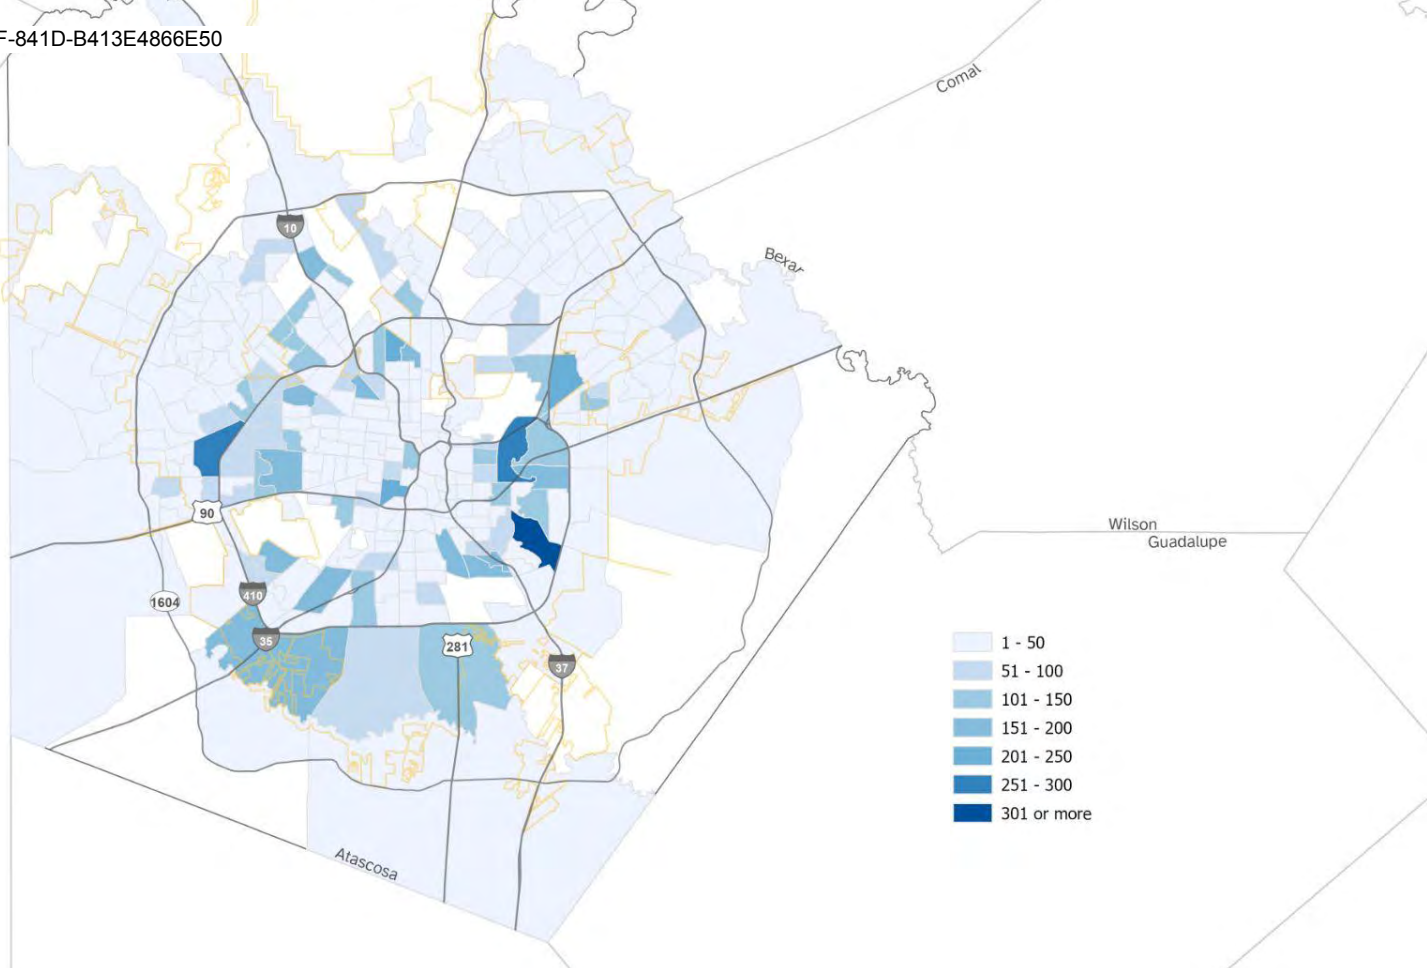 F-841D-B413E4866E50
Comal
10
Bexar
90
Wilson
Guadalupe
410
1604
35
281
37
1 - 50
51 - 100
101 - 150
151 - 200
201 - 250
251 - 300
301 or more
Atascosa